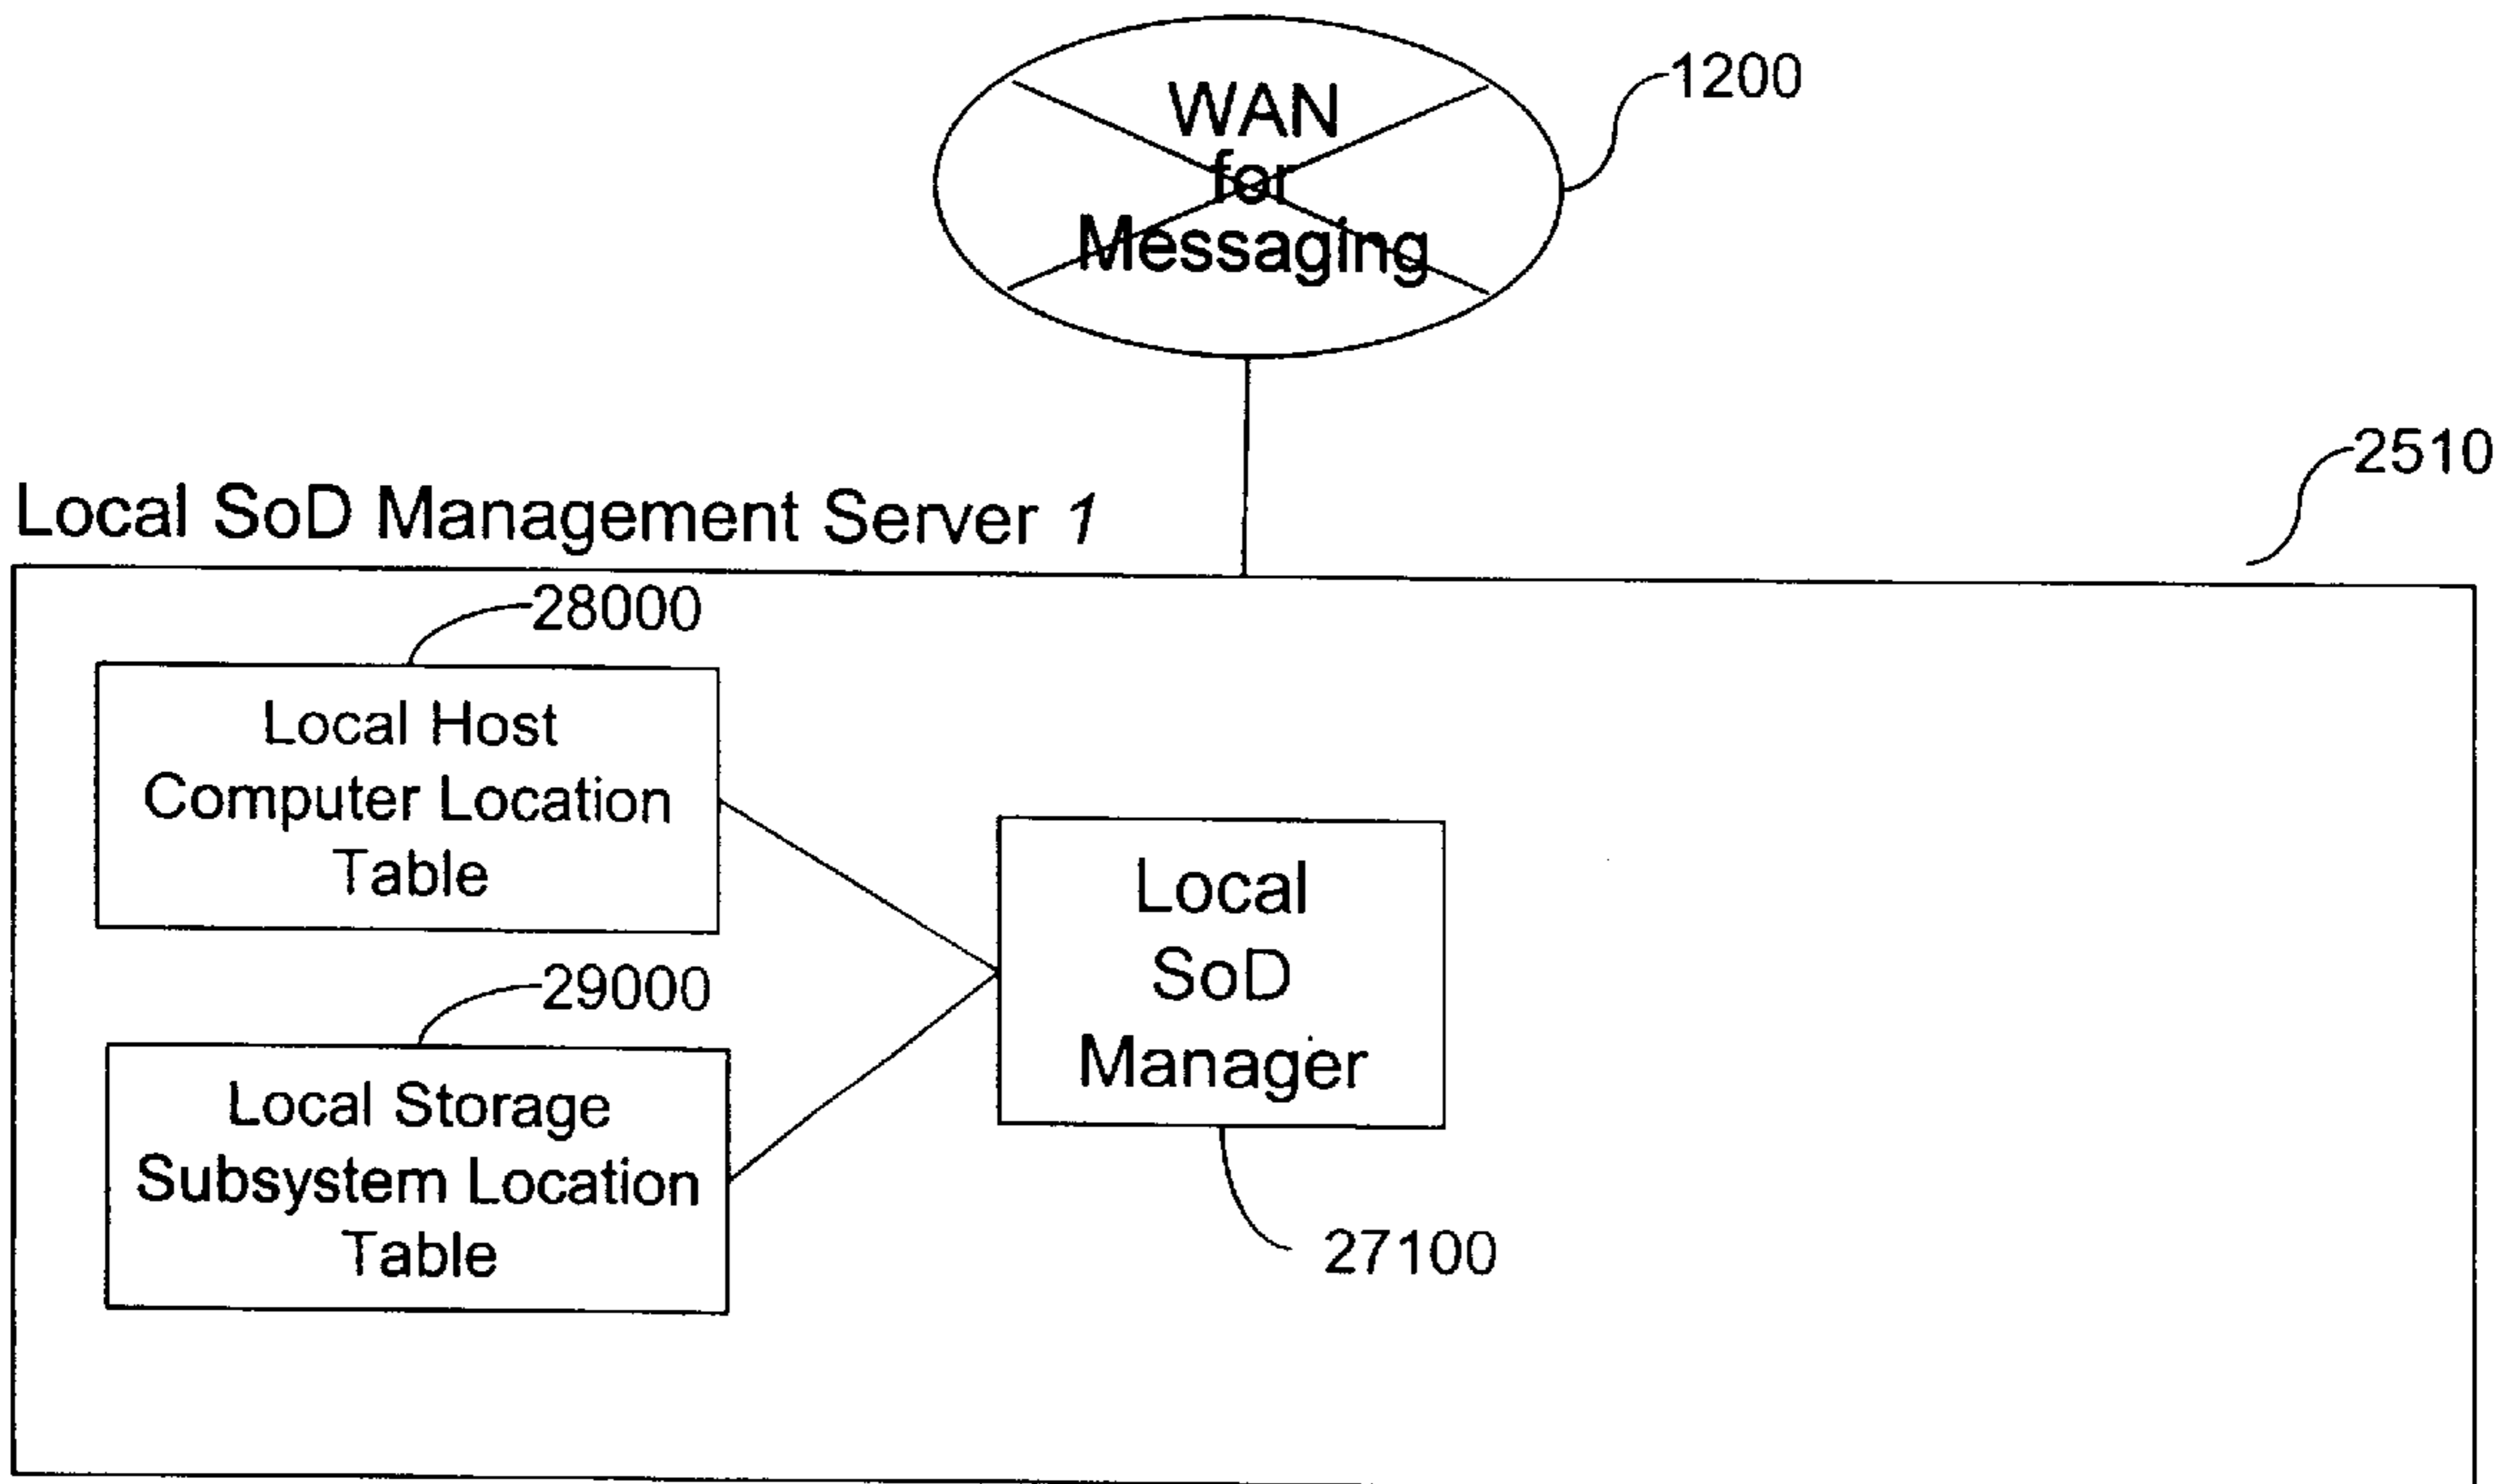 WAN
for
Messaging
1200
2510
Local SoD Management Server 1
28000
Local Host
Computer Location
Table
29000
Local Storage
Subsystem Location
Table
Local
SoD
Manager
27100